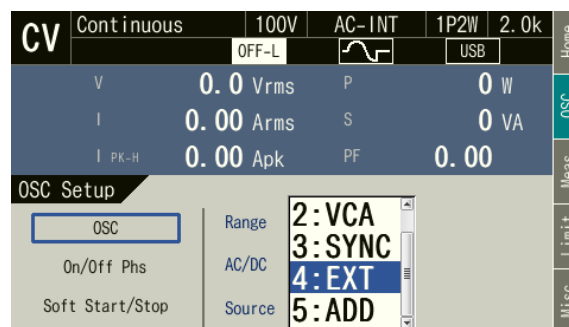 CV Continuous 100V AC-INT 1P2W 2.0k
OFF-L USB
V 0.0 Vrms P 0 W
I 0.00 Arms S 0 VA
I PK-H 0.00 Apk PF 0.00
OSC Setup
OSC
On/Off Phs
Soft Start/Stop
Range
AC/DC
Source
2:VCA
3:SYNC
4:EXT
5:ADD
Home
OSC
Meas
Limit
Misc